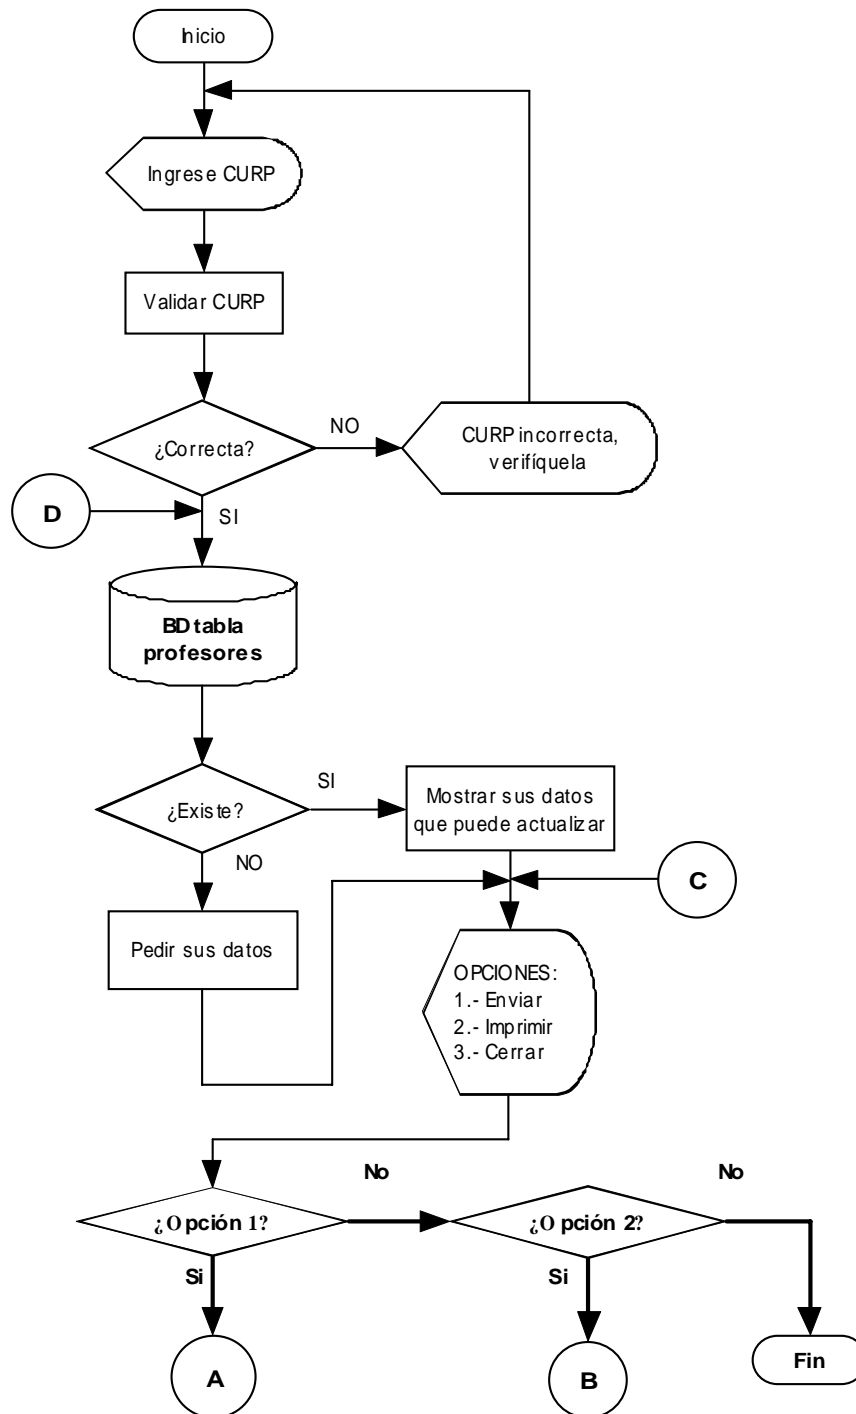 Inicio
Ingrese CURP
Validar CURP
¿Correcta?
NO
CURP incorrecta,
verifíquela
D
SI
BD tabla
profesores
¿Existe?
SI
Mostrar sus datos
que puede actualizar
NO
C
Pedir sus datos
OPCIONES:
1.- Enviar
2.- Imprimir
3.- Cerrar
No
No
¿Opción 1?
¿Opción 2?
Si
Si
A
B
Fin